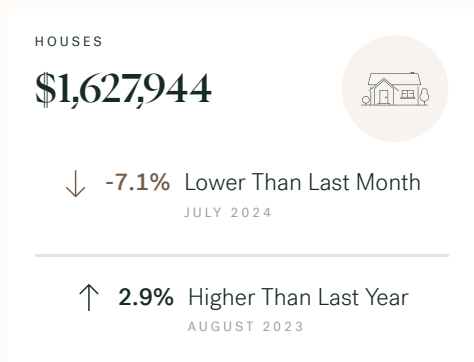 HOUSES
$1,627,944
-7.1% Lower Than Last Month
JULY 2024
2.9% Higher Than Last Year
AUGUST 2023